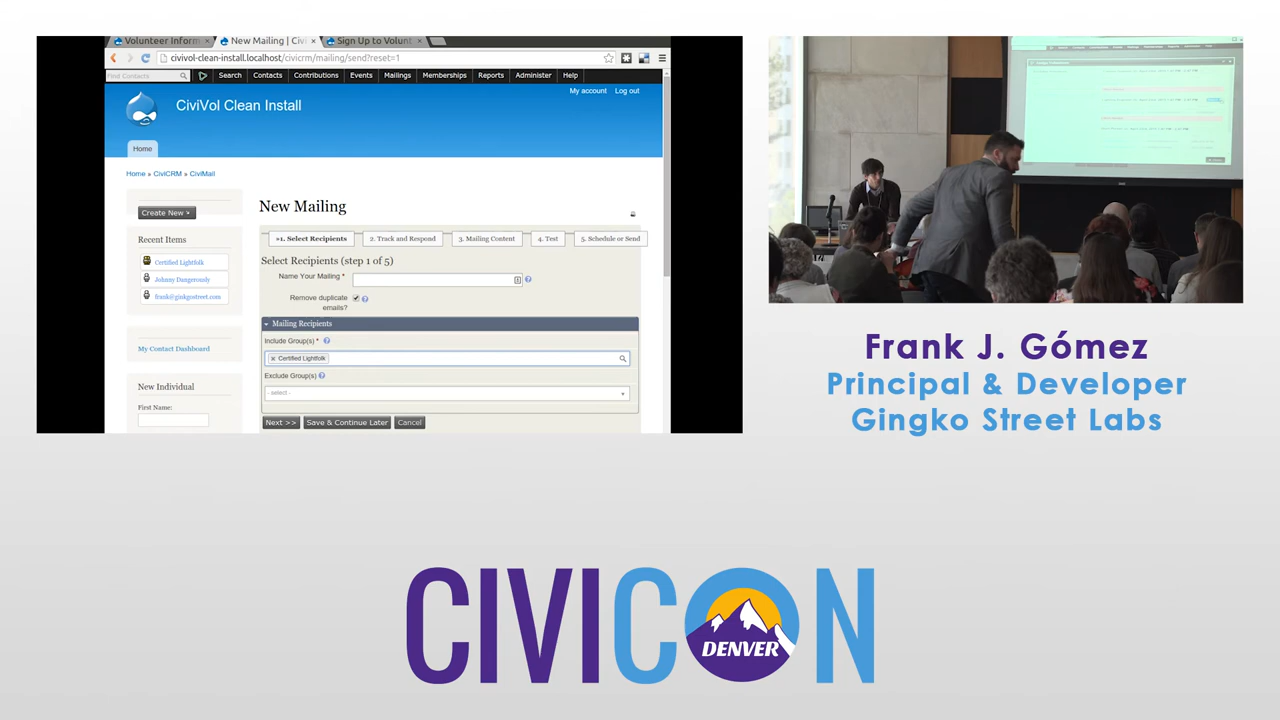 Volunteer Inform
New Mailing | Civi
Sign Up to Volunt
civivol-clean-install.localhost/civicrm/mailing/send?reset=1
Find Contacts
Search Contacts Contributions Events Mailings Memberships Reports Administer Help
My account Log out
CiviVol Clean Install
Home
Home » CiviCRM » CiviMail
Create New »
Recent Items
Certified Lightfolk
Johnny Dangerously
frank@ginkgostreet.com
My Contact Dashboard
New Individual
First Name:
New Mailing
»1. Select Recipients 2. Track and Respond 3. Mailing Content 4. Test 5. Schedule or Send
Select Recipients (step 1 of 5)
Name Your Mailing *
Remove duplicate
emails?
Mailing Recipients
Include Group(s) *
Certified Lightfolk
Exclude Group(s)
- select -
Next >> Save & Continue Later Cancel
Frank J. Gómez
Principal & Developer
Gingko Street Labs
CIVICON
DENVER